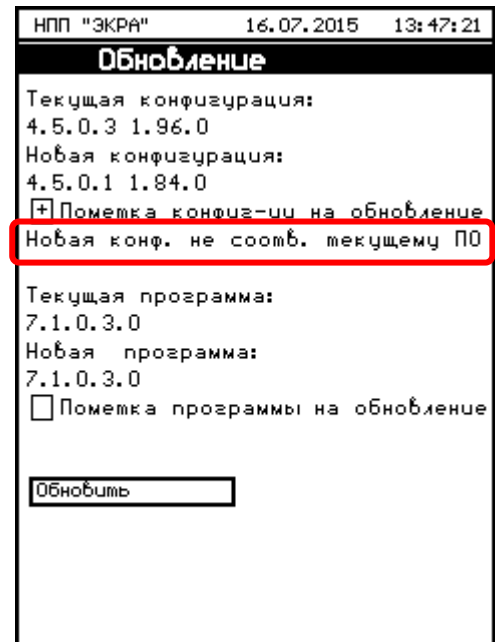 НПП "ЭКРА" 16.07.2015 13:47:21
Обновление
Текущая конфигурация:
4.5.0.3 1.96.0
Новая конфигурация:
4.5.0.1 1.84.0
[+] Пометка конфиг-ии на обновление
Новая конф. не соотв. текущему ПО
Текущая программа:
7.1.0.3.0
Новая программа:
7.1.0.3.0
Пометка программы на обновление
Обновить